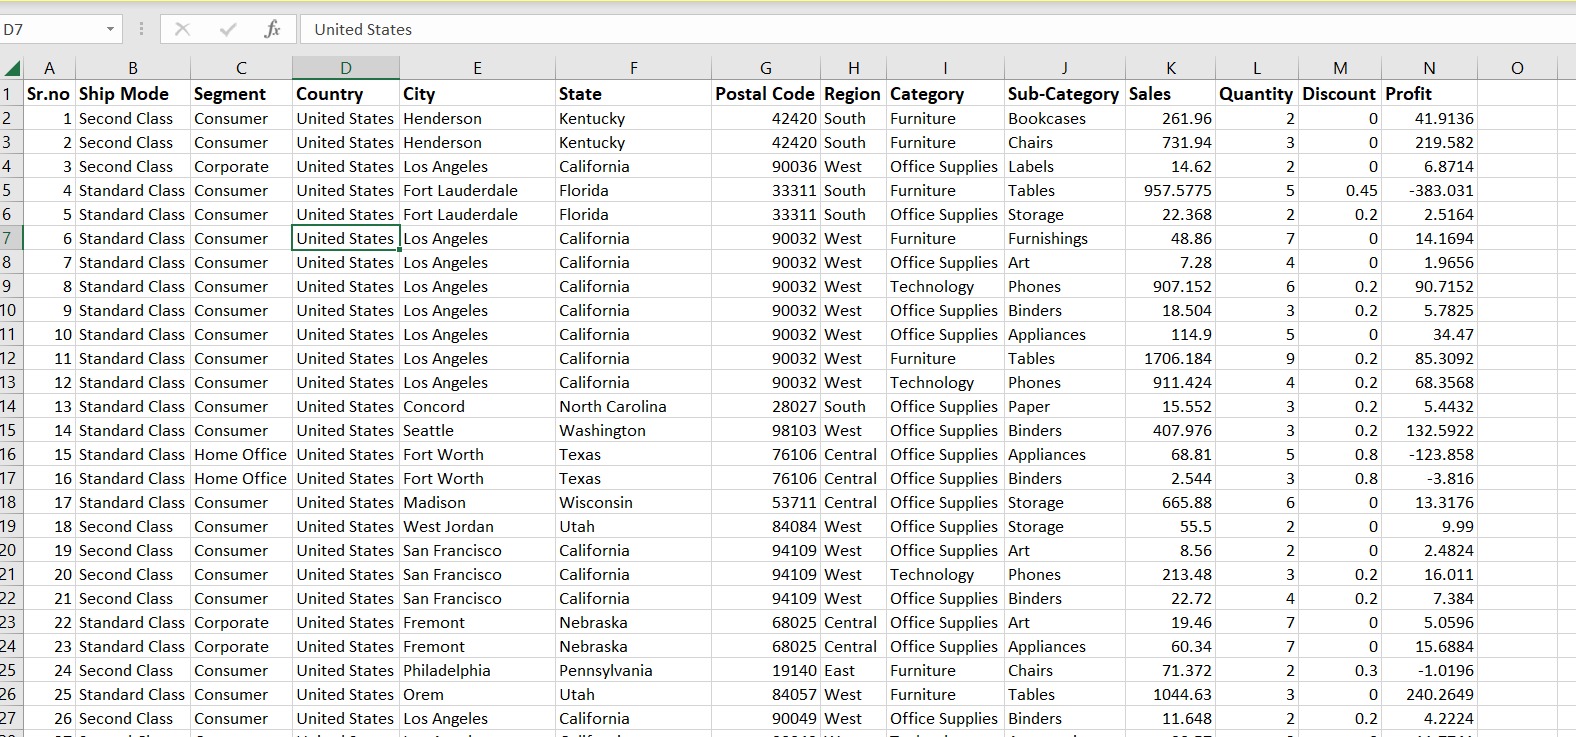 D7 fx United States
A B C D E F G H I J K L M N O
1 Sr.no Ship Mode Segment Country City State Postal Code Region Category Sub-Category Sales Quantity Discount Profit
2 1 Second Class Consumer United States Henderson Kentucky 42420 South Furniture Bookcases 261.96 2 0 41.9136
3 2 Second Class Consumer United States Henderson Kentucky 42420 South Furniture Chairs 731.94 3 0 219.582
4 3 Second Class Corporate United States Los Angeles California 90036 West Office Supplies Labels 14.62 2 0 6.8714
5 4 Standard Class Consumer United States Fort Lauderdale Florida 33311 South Furniture Tables 957.5775 5 0.45 -383.031
6 5 Standard Class Consumer United States Fort Lauderdale Florida 33311 South Office Supplies Storage 22.368 2 0.2 2.5164
7 6 Standard Class Consumer United States Los Angeles California 90032 West Furniture Furnishings 48.86 7 0 14.1694
8 7 Standard Class Consumer United States Los Angeles California 90032 West Office Supplies Art 7.28 4 0 1.9656
9 8 Standard Class Consumer United States Los Angeles California 90032 West Technology Phones 907.152 6 0.2 90.7152
10 9 Standard Class Consumer United States Los Angeles California 90032 West Office Supplies Binders 18.504 3 0.2 5.7825
11 10 Standard Class Consumer United States Los Angeles California 90032 West Office Supplies Appliances 114.9 5 0 34.47
12 11 Standard Class Consumer United States Los Angeles California 90032 West Furniture Tables 1706.184 9 0.2 85.3092
13 12 Standard Class Consumer United States Los Angeles California 90032 West Technology Phones 911.424 4 0.2 68.3568
14 13 Standard Class Consumer United States Concord North Carolina 28027 South Office Supplies Paper 15.552 3 0.2 5.4432
15 14 Standard Class Consumer United States Seattle Washington 98103 West Office Supplies Binders 407.976 3 0.2 132.5922
16 15 Standard Class Home Office United States Fort Worth Texas 76106 Central Office Supplies Appliances 68.81 5 0.8 -123.858
17 16 Standard Class Home Office United States Fort Worth Texas 76106 Central Office Supplies Binders 2.544 3 0.8 -3.816
18 17 Standard Class Consumer United States Madison Wisconsin 53711 Central Office Supplies Storage 665.88 6 0 13.3176
19 18 Second Class Consumer United States West Jordan Utah 84084 West Office Supplies Storage 55.5 2 0 9.99
20 19 Second Class Consumer United States San Francisco California 94109 West Office Supplies Art 8.56 2 0 2.4824
21 20 Second Class Consumer United States San Francisco California 94109 West Technology Phones 213.48 3 0.2 16.011
22 21 Second Class Consumer United States San Francisco California 94109 West Office Supplies Binders 22.72 4 0.2 7.384
23 22 Standard Class Corporate United States Fremont Nebraska 68025 Central Office Supplies Art 19.46 7 0 5.0596
24 23 Standard Class Corporate United States Fremont Nebraska 68025 Central Office Supplies Appliances 60.34 7 0 15.6884
25 24 Second Class Consumer United States Philadelphia Pennsylvania 19140 East Furniture Chairs 71.372 2 0.3 -1.0196
26 25 Standard Class Consumer United States Orem Utah 84057 West Furniture Tables 1044.63 3 0 240.2649
27 26 Second Class Consumer United States Los Angeles California 90049 West Office Supplies Binders 11.648 2 0.2 4.2224